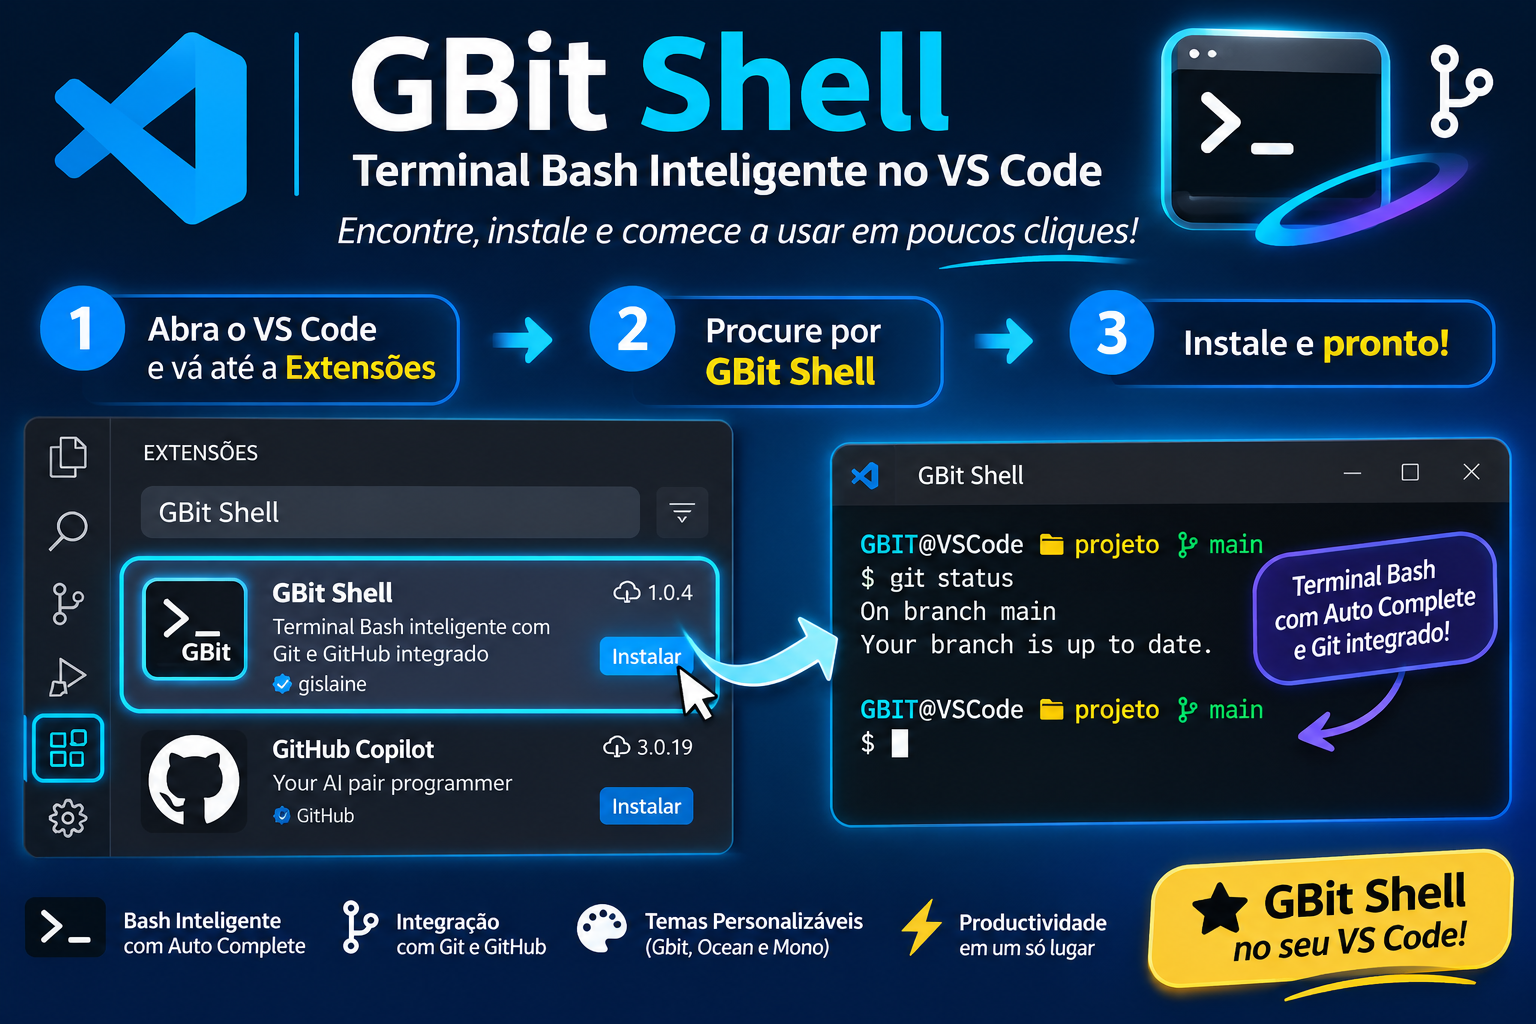 GBit Shell
Terminal Bash Inteligente no VS Code
Encontre, instale e comece a usar em poucos cliques!
1
Abra o VS Code
e vá até a Extensões
2
Procure por
GBit Shell
3
Instale e pronto!
EXTENSÕES
GBit Shell
GBit
GBit Shell
1.0.4
Terminal Bash inteligente com
Git e GitHub integrado
Instalar
gislaine
GitHub Copilot
3.0.19
Your AI pair programmer
Instalar
GitHub
GBit Shell
GBIT@VSCode projeto main
$ git status
On branch main
Your branch is up to date.
GBIT@VSCode projeto main
$
Terminal Bash
com Auto Complete
e Git integrado!
Bash Inteligente
com Auto Complete
Integração
com Git e GitHub
Temas Personalizáveis
(Gbit, Ocean e Mono)
Productividade
em um só lugar
GBit Shell
no seu VS Code!